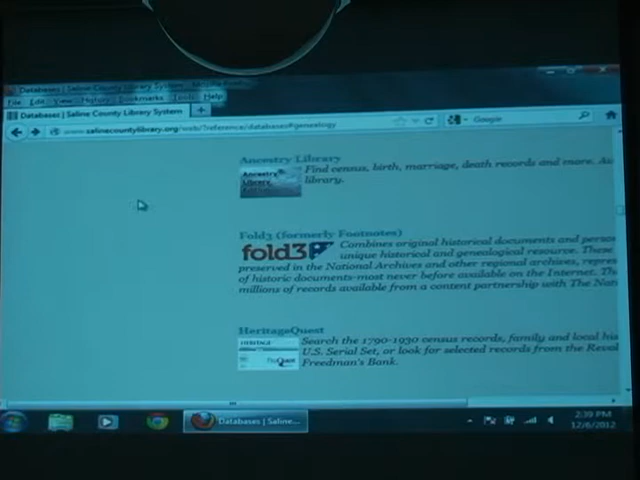 Databases | Saline County Library System
File Edit View History Bookmarks Tools Help
Databases | Saline County Library System +
www.salinecountylibrary.org/web/?reference/databases#genealogy
Google
Ancestry Library
Find census, birth, marriage, death records and more.
library.
Ancestry
Library
Fold3 (formerly Footnotes)
fold3
Combines original historical documents and
unique historical and genealogical resource. These
preserved in the National Archives and other regional archives,
of historic documents-most never before available on the Internet.
millions of records available from a content partnership with The
HeritageQuest
ProQuest
Search the 1790-1930 census records, family and local
U.S. Serial Set, or look for selected records from the
Freedman's Bank.
Databases | Saline...
2:39 PM
12/6/2012